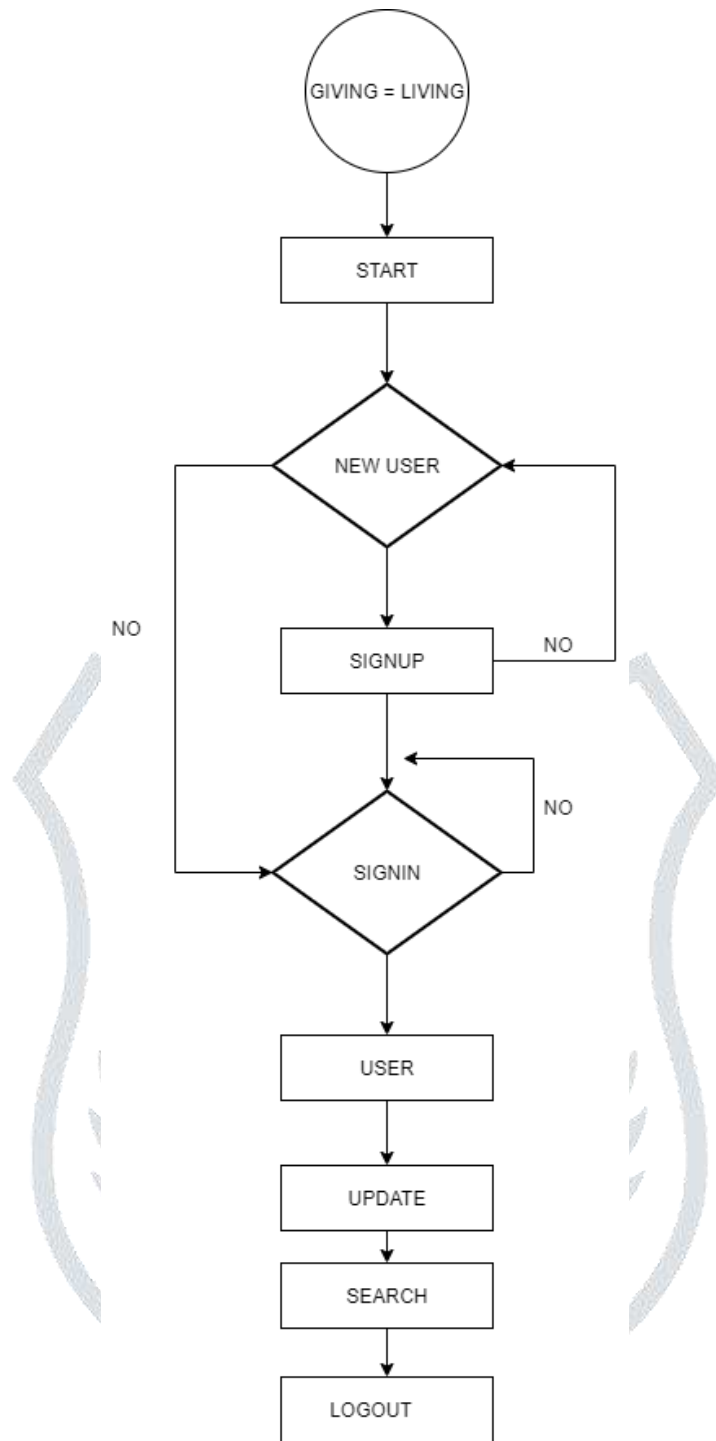 GIVING = LIVING
START
NEW USER
NO
SIGNUP
NO
NO
SIGNIN
USER
UPDATE
SEARCH
LOGOUT